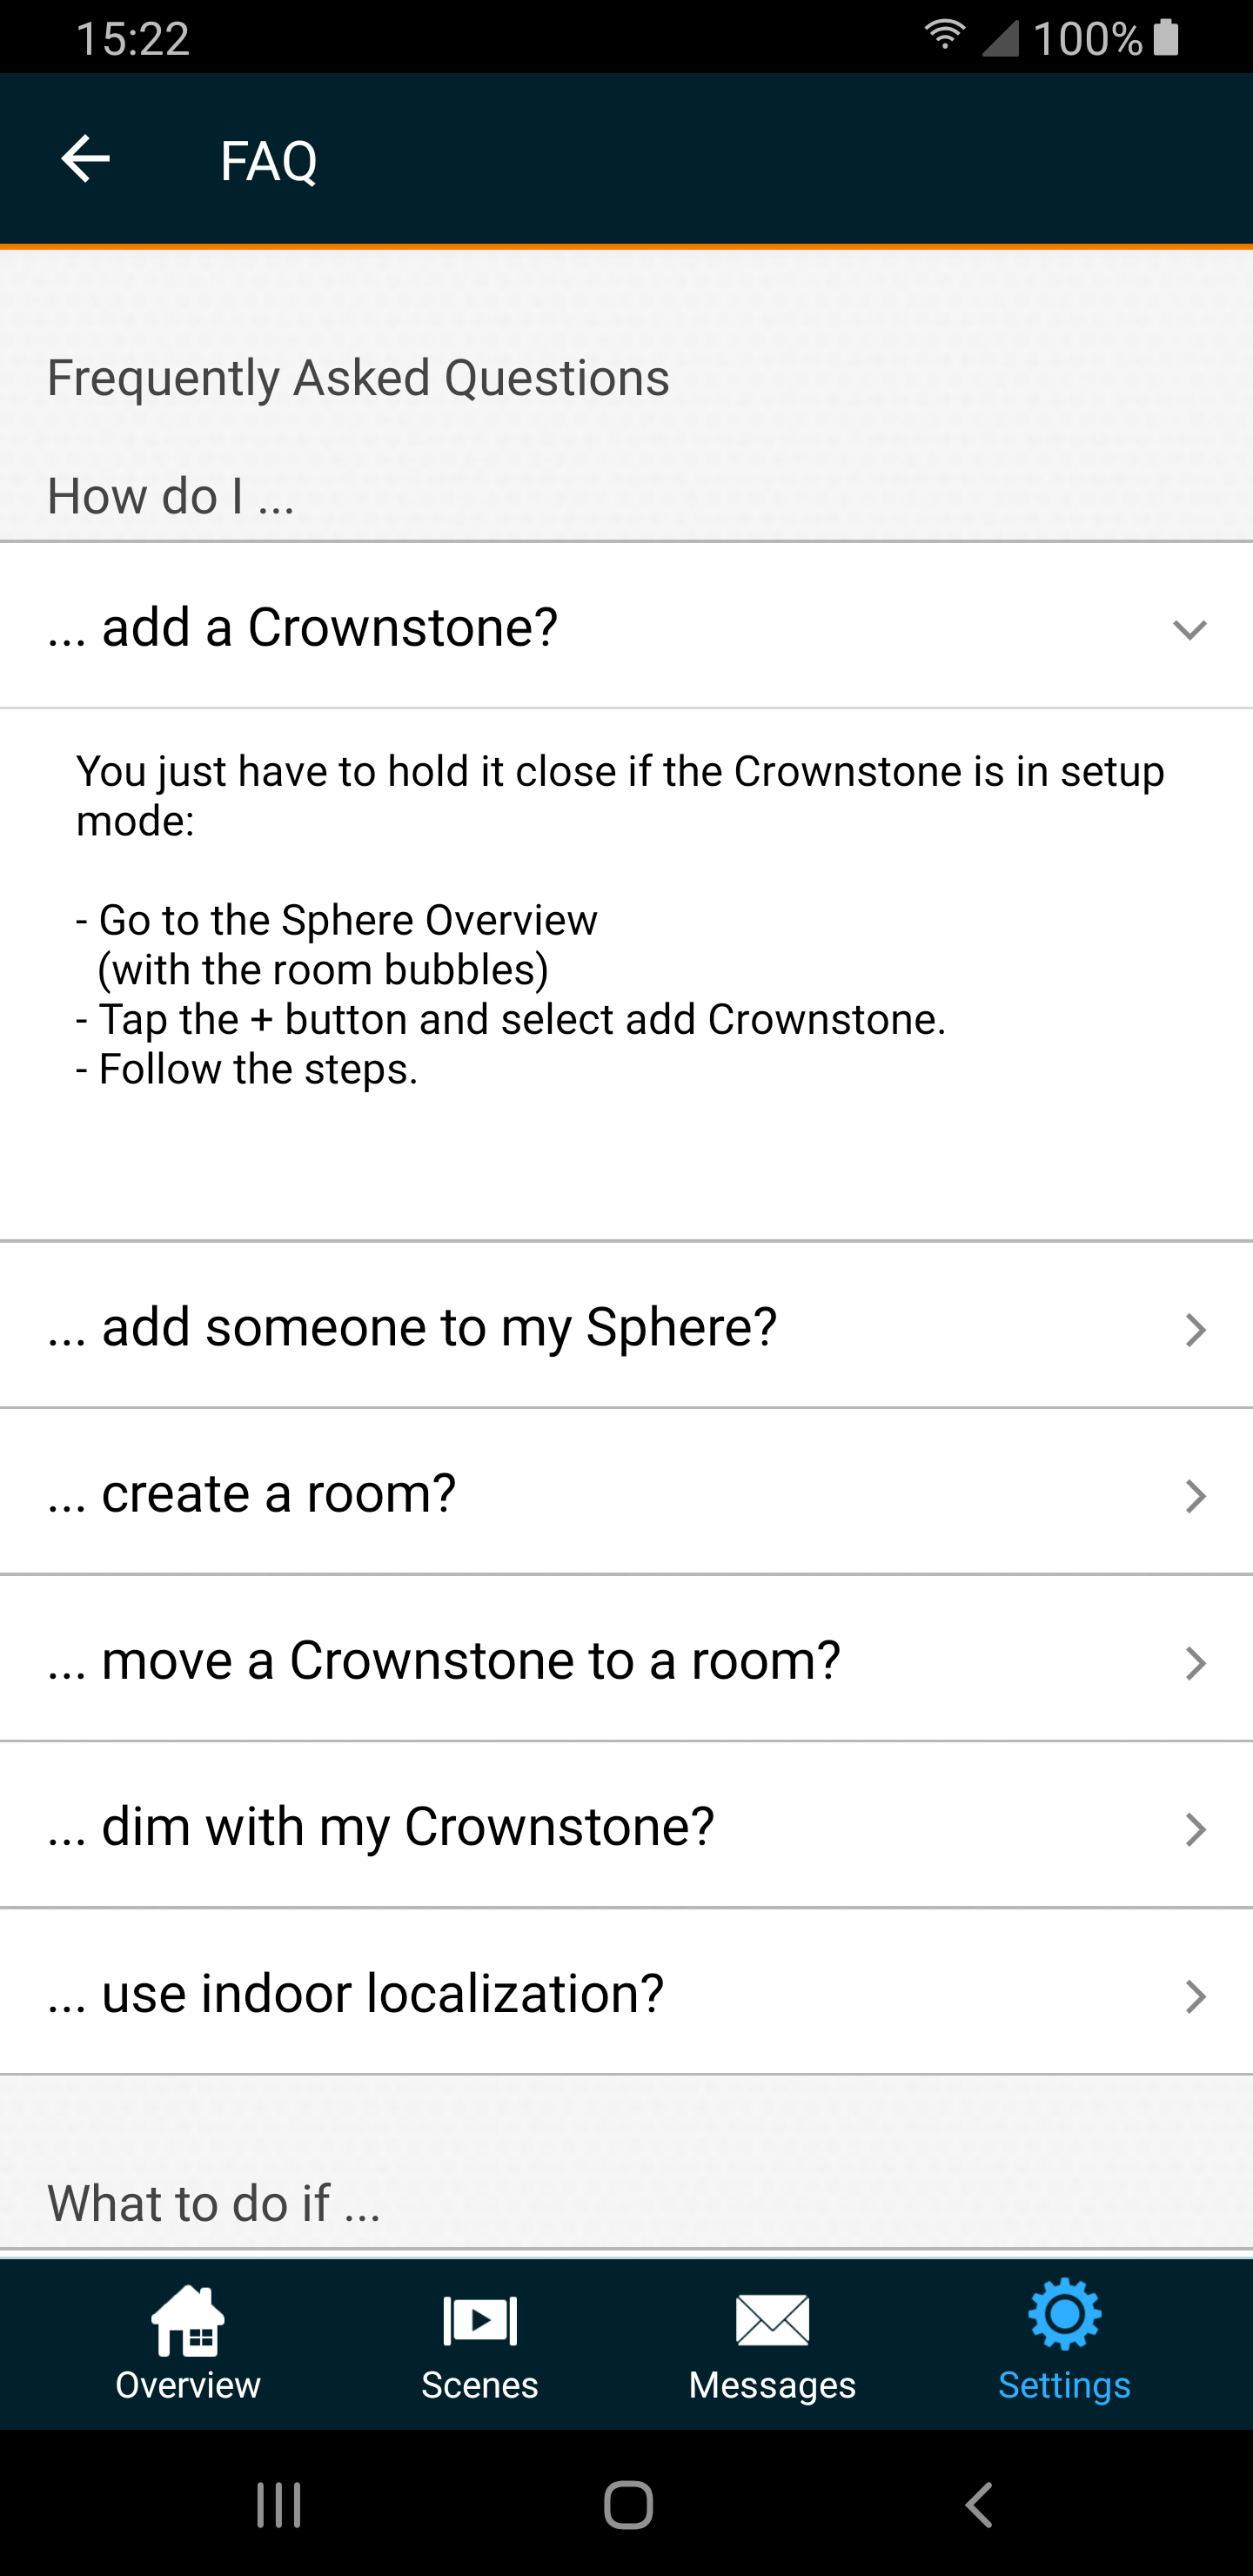 15:22
100%
FAQ
Frequently Asked Questions
How do I ...
... add a Crownstone?
You just have to hold it close if the Crownstone is in setup
mode:
- Go to the Sphere Overview
(with the room bubbles)
- Tap the + button and select add Crownstone.
- Follow the steps.
... add someone to my Sphere?
... create a room?
... move a Crownstone to a room?
... dim with my Crownstone?
... use indoor localization?
What to do if ...
Overview
Scenes
Messages
Settings